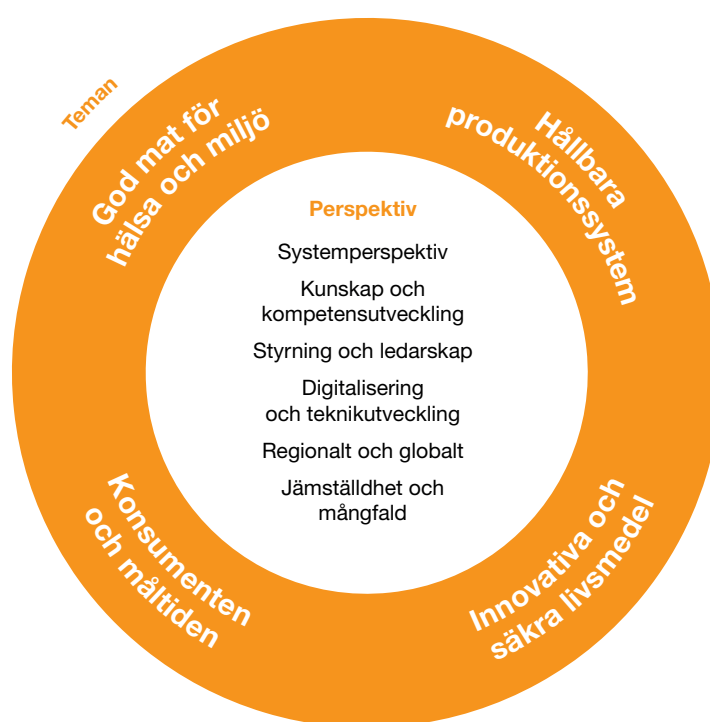 Teman
God mat för
hälsa och miljö
Hållbara
produktionssystem
Perspektiv
Systemperspektiv
Kunskap och
kompetensutveckling
Styrning och ledarskap
Digitalisering
och teknikutveckling
Regionalt och globalt
Jämställdhet och
mångfald
Konsumenten
och måltiden
Innovativa och
säkra livsmedel